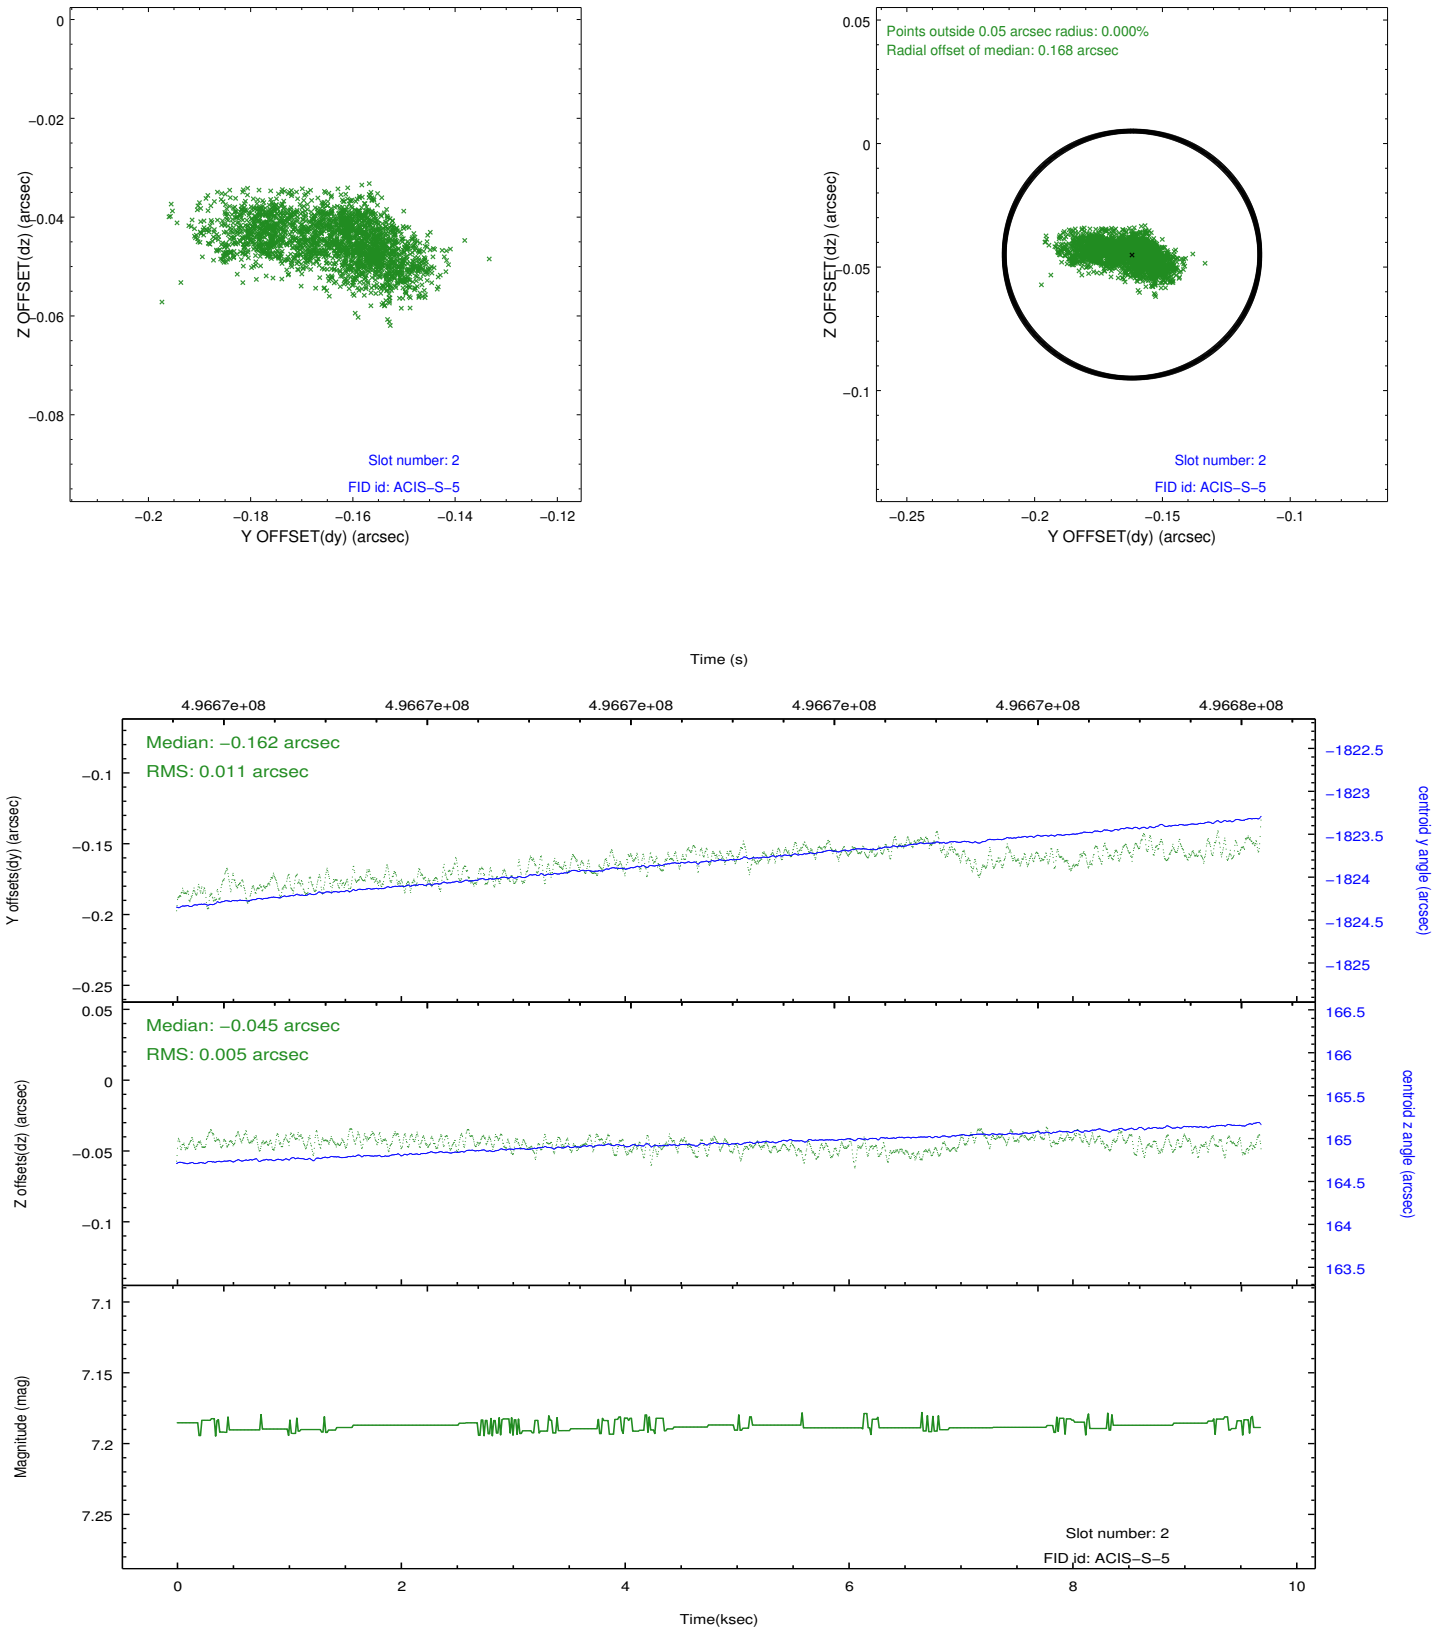 0
−0.02
−0.04
−0.06
−0.08
Z OFFSET(dz) (arcsec)
Slot number: 2
FID id: ACIS−S−5
−0.2 −0.18 −0.16 −0.14 −0.12
Y OFFSET(dy) (arcsec)
Points outside 0.05 arcsec radius: 0.000%
Radial offset of median: 0.168 arcsec
0.05
0
−0.05
−0.1
Z OFFSET(dz) (arcsec)
Slot number: 2
FID id: ACIS−S−5
−0.25 −0.2 −0.15 −0.1
Y OFFSET(dy) (arcsec)
Time (s)
4.9667e+08 4.9667e+08 4.9667e+08 4.9667e+08 4.9667e+08 4.9668e+08
Median: −0.162 arcsec
RMS: 0.011 arcsec
−0.1
−0.15
−0.2
−0.25
Y offsets(dy) (arcsec)
−1822.5
−1823
−1823.5
−1824
−1824.5
−1825
centroid y angle (arcsec)
Median: −0.045 arcsec
RMS: 0.005 arcsec
0.05
0
−0.05
−0.1
Z offsets(dz) (arcsec)
166.5
166
165.5
165
164.5
164
163.5
centroid z angle (arcsec)
7.1
7.15
7.2
7.25
Magnitude (mag)
Slot number: 2
FID id: ACIS−S−5
0 2 4 6 8 10
Time(ksec)